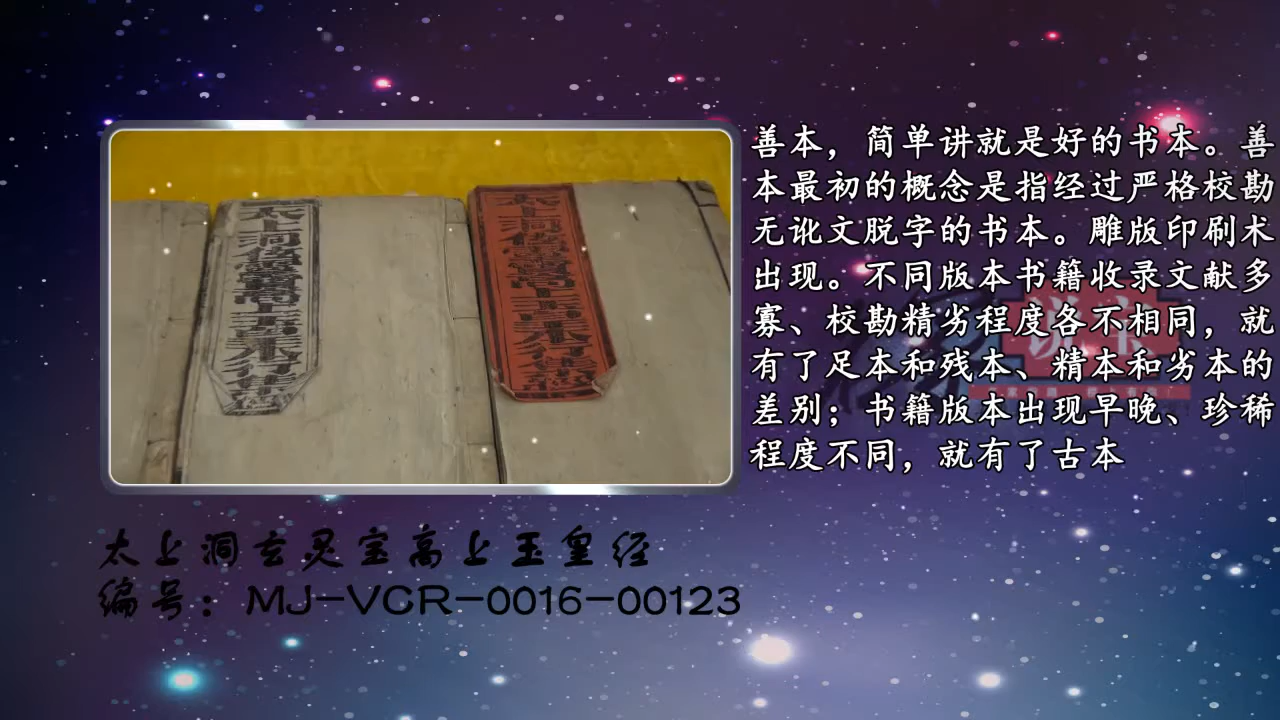 善本，简单讲就是好的书本。善
本最初的概念是指经过严格校勘
无讹文脱字的书本。雕版印刷术
出现。不同版本书籍收录文献多
寡、校勘精劣程度各不相同，就
有了足本和残本、精本和劣本的
差别；书籍版本出现早晚、珍稀
程度不同，就有了古本
太上洞玄灵宝高上玉皇经
编号：MJ-VCR-0016-00123